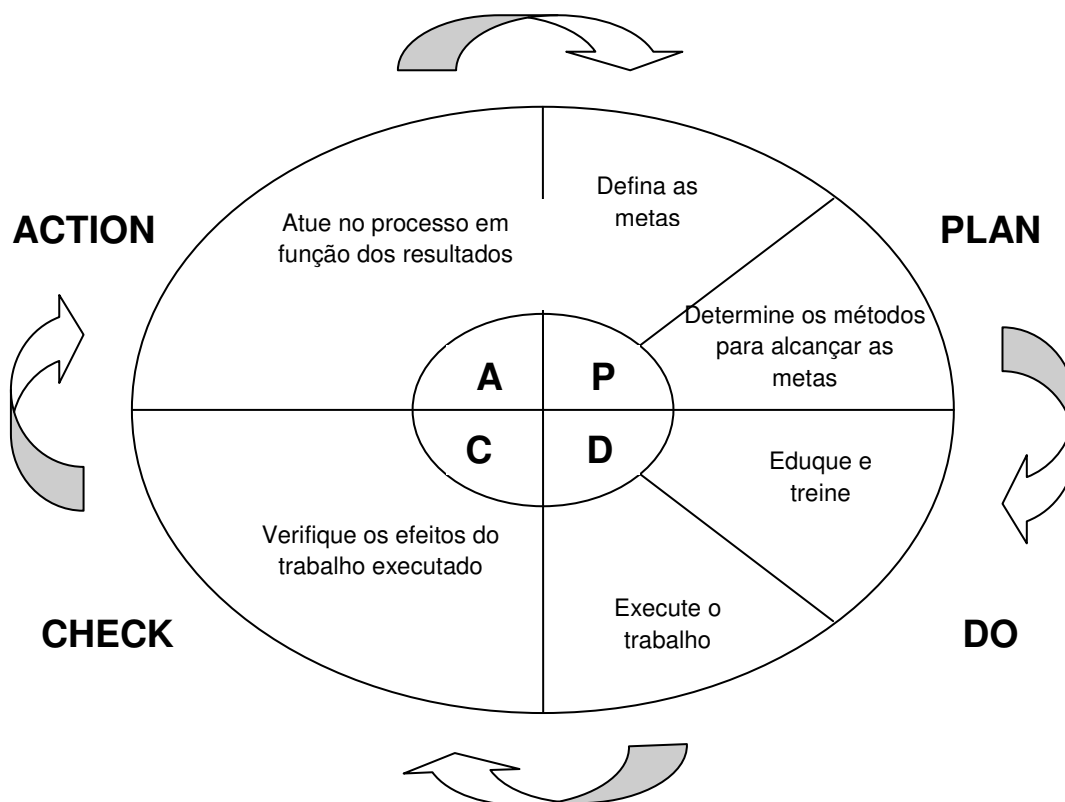 Defina as
metas
Atue no processo em
função dos resultados
ACTION
PLAN
Determine os métodos
para alcançar as
metas
A
P
C
D
Eduque e
treine
Verifique os efeitos do
trabalho executado
Execute o
trabalho
CHECK
DO